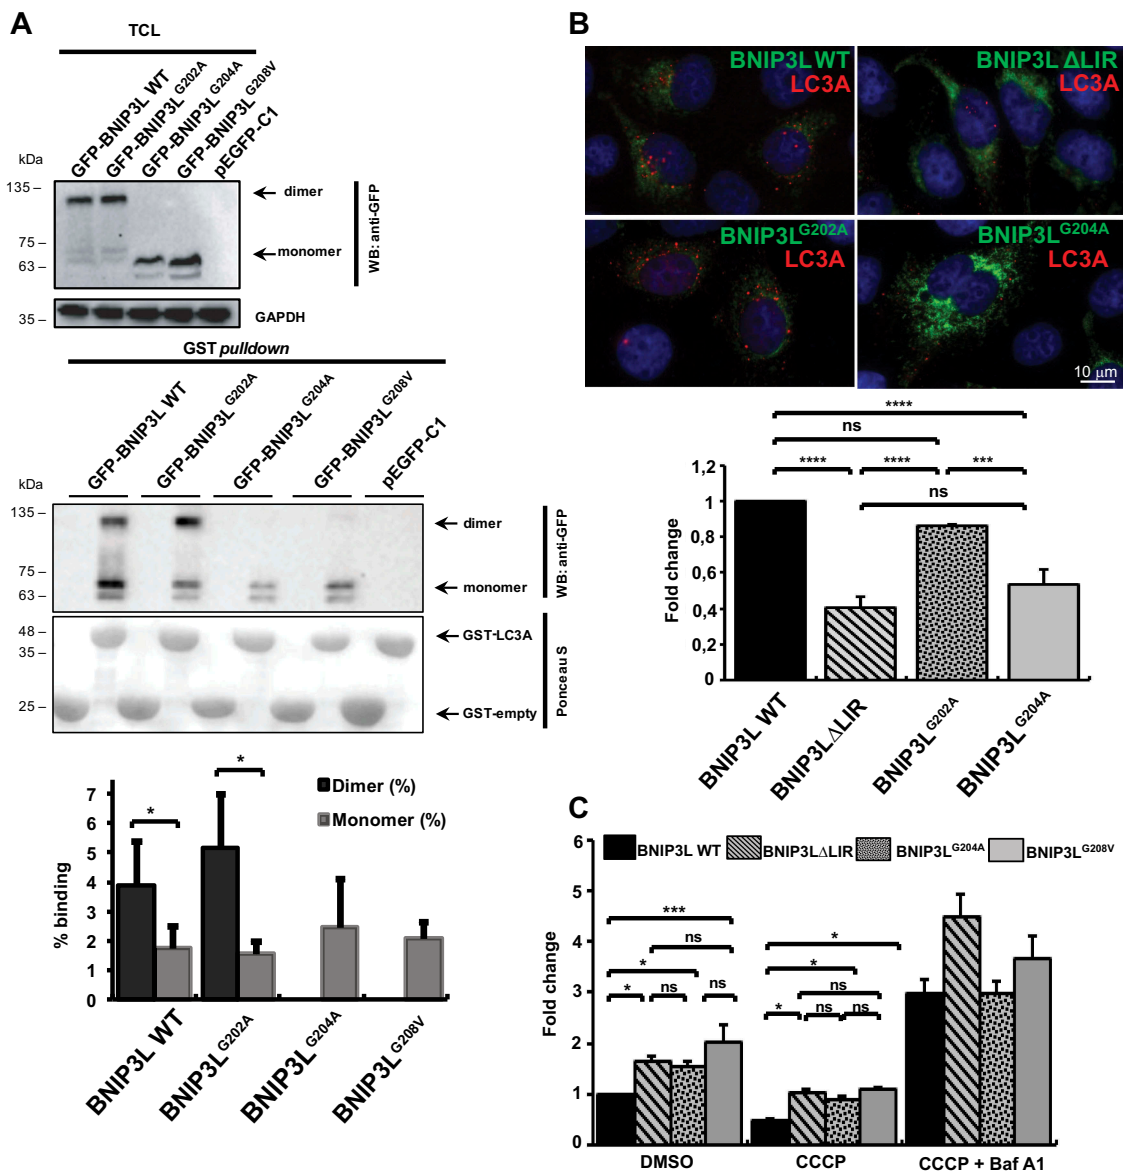 A
TCL
GFP-BNIP3L WT
GFP-BNIP3L G202A
GFP-BNIP3L G204A
GFP-BNIP3L G208V
pEGFP-C1
kDa
135 –
75 –
63 –
dimer
monomer
WB: anti-GFP
35 –
GAPDH
GST pulldown
GFP-BNIP3L WT
GFP-BNIP3L G202A
GFP-BNIP3L G204A
GFP-BNIP3L G208V
pEGFP-C1
kDa
135 –
75 –
63 –
dimer
monomer
WB: anti-GFP
48 –
35 –
25 –
GST-LC3A
GST-empty
Ponceau S
% binding
7
6
5
4
3
2
1
0
*
*
Dimer (%)
Monomer (%)
BNIP3L WT
BNIP3L G202A
BNIP3L G204A
BNIP3L G208V
B
BNIP3L WT
LC3A
BNIP3L ΔLIR
LC3A
BNIP3L G202A
LC3A
BNIP3L G204A
LC3A
10 μm
****
ns
**** **** ***
ns
Fold change
1,2
1
0,8
0,6
0,4
0,2
0
BNIP3L WT
BNIP3LΔLIR
BNIP3L G202A
BNIP3L G204A
C
Fold change
6
5
4
3
2
1
0
BNIP3L WT
BNIP3LΔLIR
BNIP3L G204A
BNIP3L G208V
***
ns
*
* ns ns
*
*
ns
* ns ns
DMSO
CCCP
CCCP + Baf A1